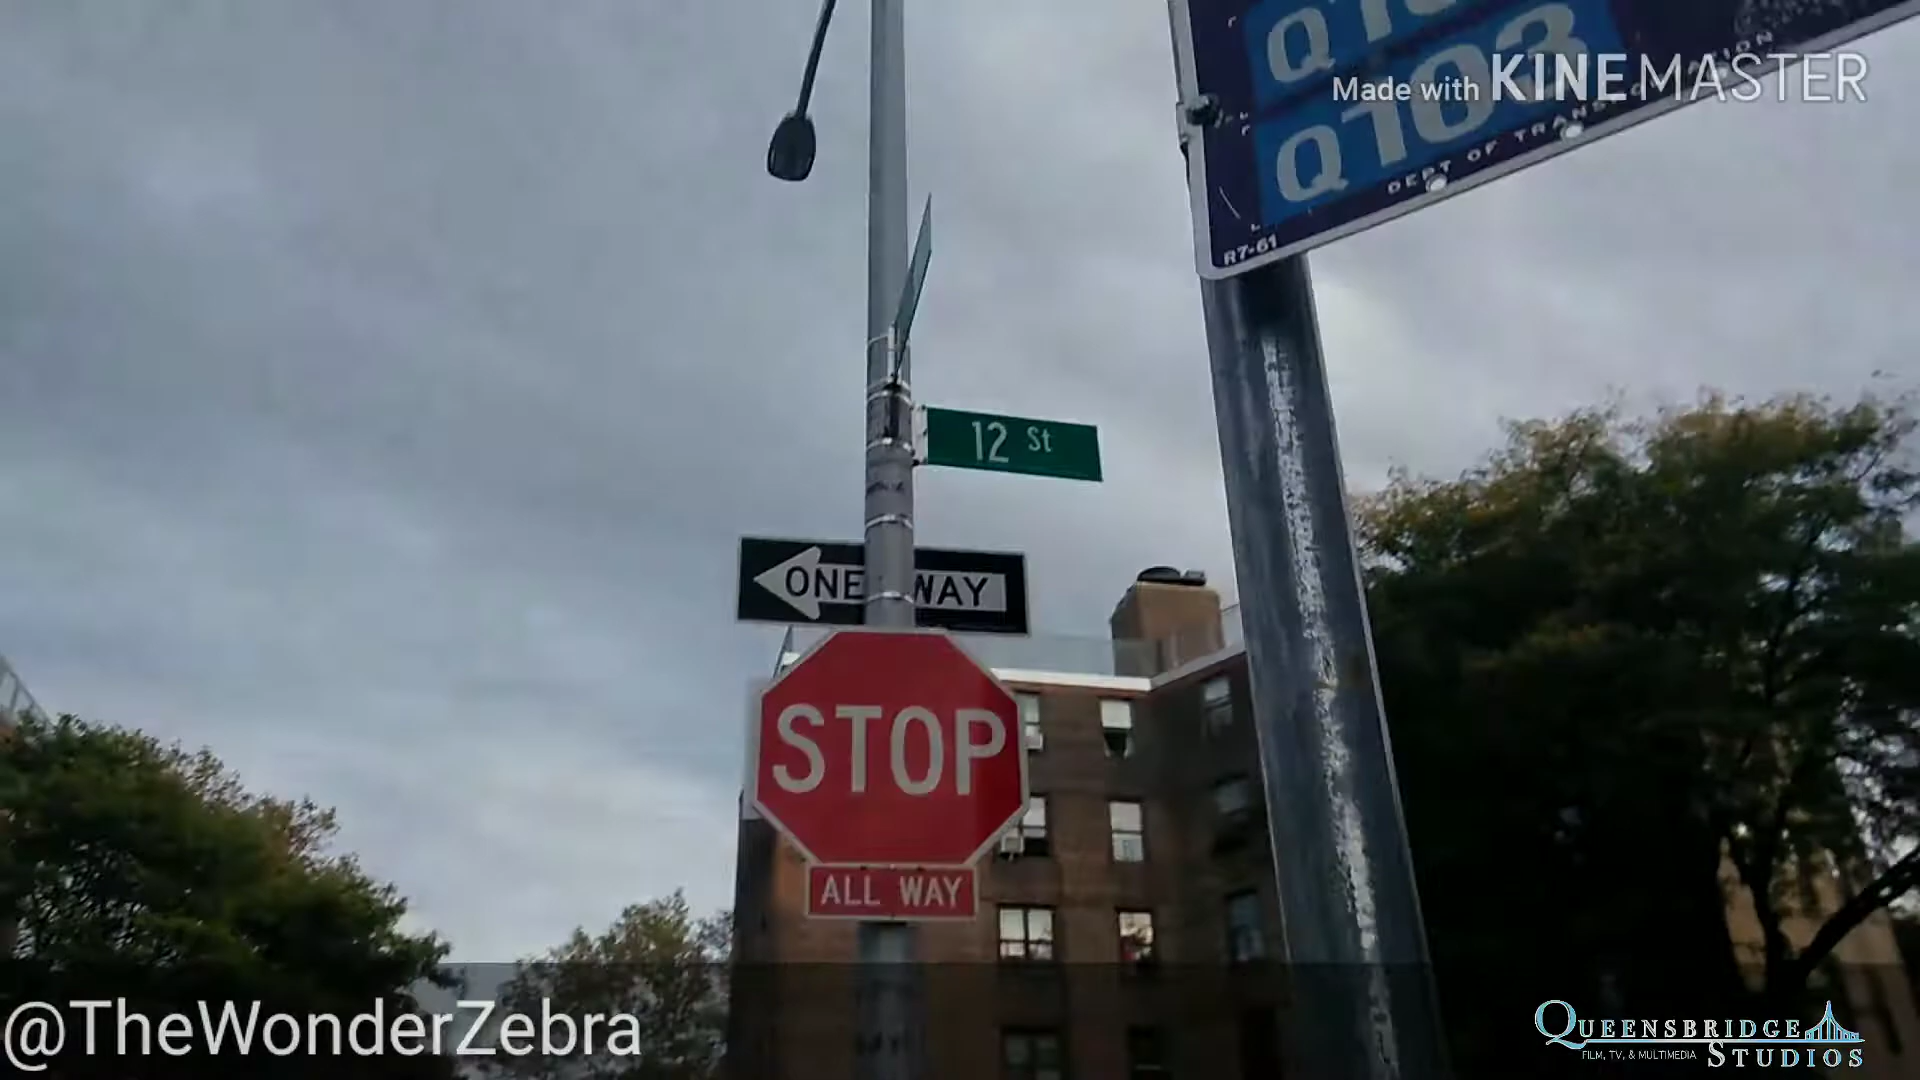 Q103
DEPT OF TRANSPORTATION
R7-61
Made with KINEMASTER
12 St
ONE WAY
STOP
ALL WAY
@TheWonderZebra
QUEENSBRIDGE
FILM, TV, & MULTIMEDIA STUDIOS